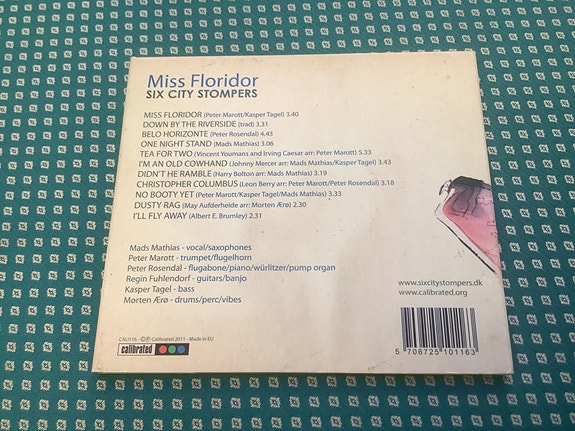 Miss Floridor
SIX CITY STOMPERS
MISS FLORIDOR (Peter Marott/Kasper Tagel) 3.40
DOWN BY THE RIVERSIDE (trad) 3.31
BELO HORIZONTE (Peter Rosendal) 4.43
ONE NIGHT STAND (Mads Mathias) 3.06
TEA FOR TWO (Vincent Youmans and Irving Caesar arr: Peter Marott) 5.33
I'M AN OLD COWHAND (Johnny Mercer arr: Mads Mathias/Kasper Tagel) 3.43
DIDN'T HE RAMBLE (Harry Bolton arr: Mads Mathias) 3.19
CHRISTOPHER COLUMBUS (Leon Berry arr: Peter Marott/Peter Rosendal) 3.18
NO BOOTY YET (Peter Marott/Kasper Tagel/Mads Mathias) 3.33
DUSTY RAG (May Aufderheide arr: Morten Ærø) 2.30
I'LL FLY AWAY (Albert E. Brumley) 2.31
Mads Mathias - vocal/saxophones
Peter Marott - trumpet/flugelhorn
Peter Rosendal - flugabone/piano/würlitzer/pump organ
Regin Fuhlendorf - guitars/banjo
Kasper Tagel - bass
Morten Ærø - drums/perc/vibes
www.sixcitystompers.dk
www.calibrated.org
CALI116 - ©℗ Calibrated 2011 - Made in EU
calibrated
5 706725 101163